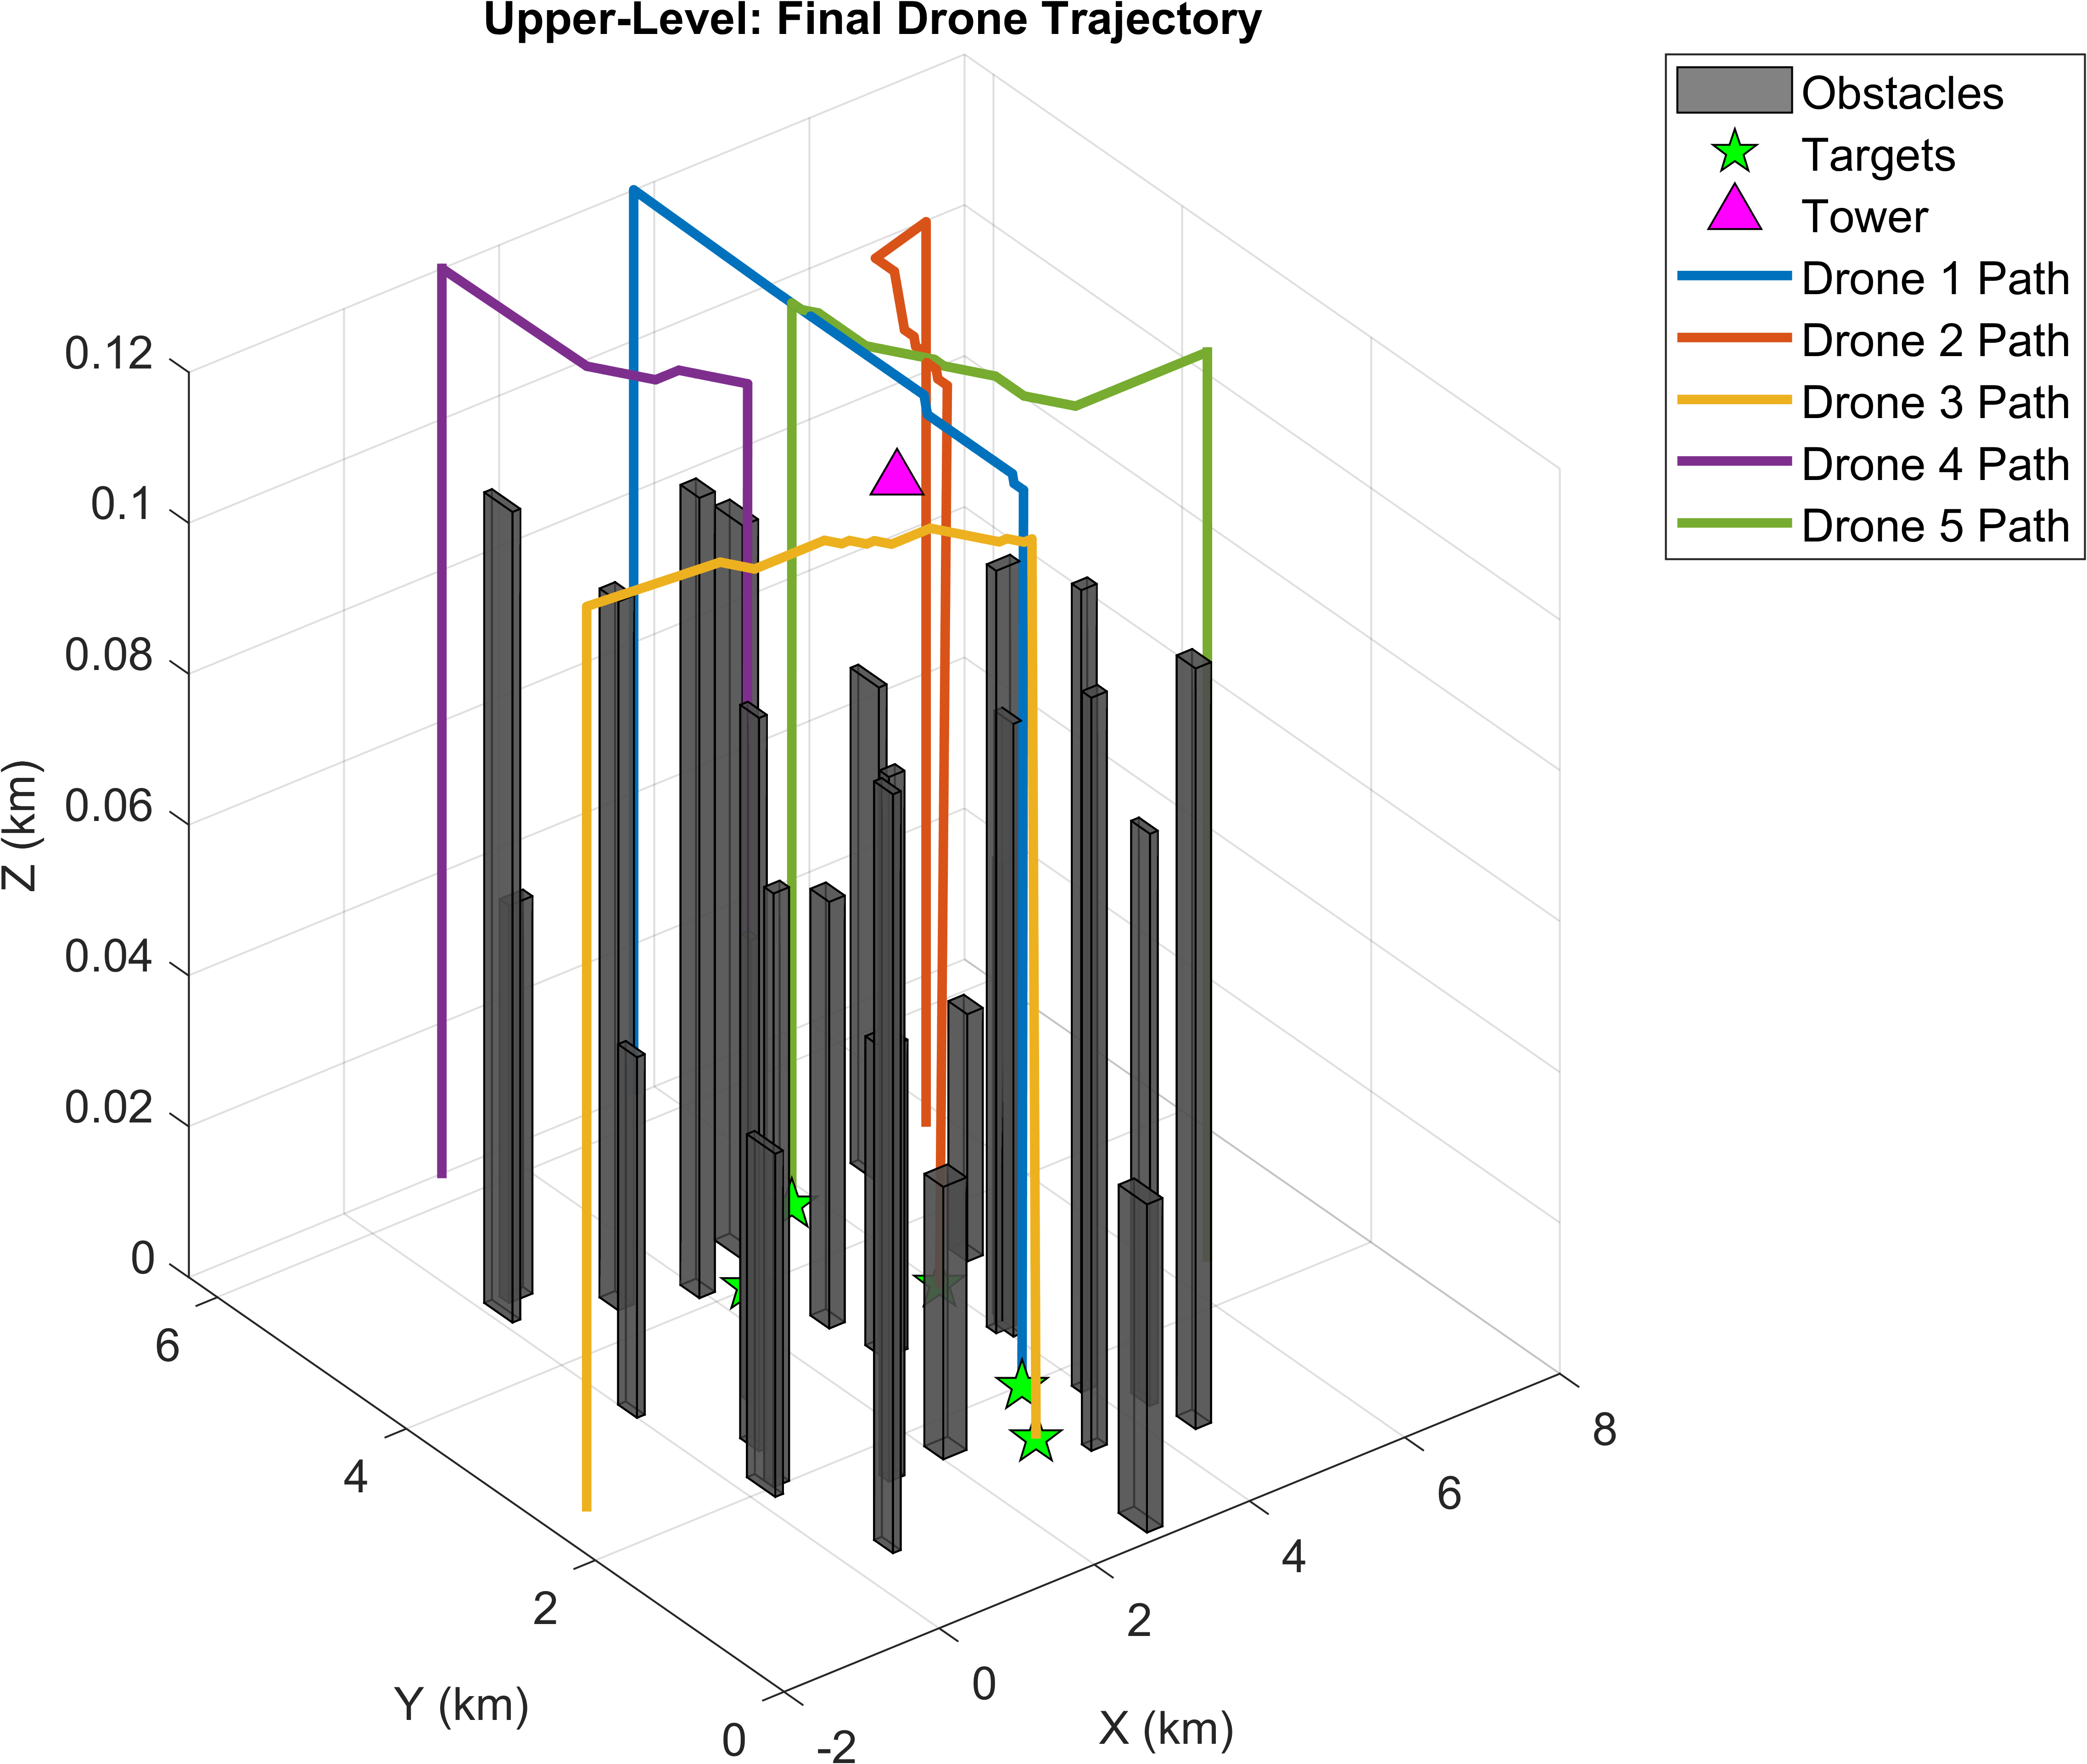 Upper-Level: Final Drone Trajectory
Obstacles
Targets
Tower
Drone 1 Path
Drone 2 Path
Drone 3 Path
Drone 4 Path
Drone 5 Path
0.12
0.1
0.08
0.06
0.04
0.02
0
Z (km)
6
4
2
0
Y (km)
-2
0
2
4
6
8
X (km)